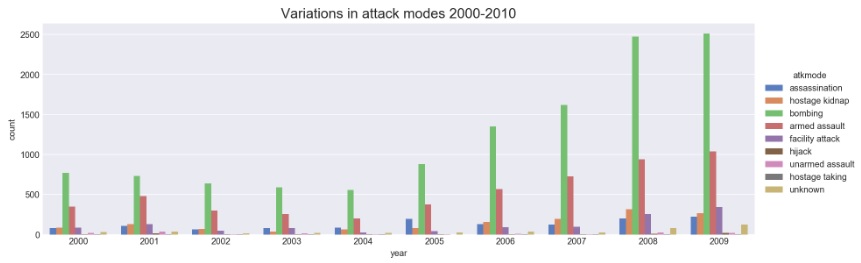 Variations in attack modes 2000-2010
2500
2000
1500
1000
500
0
count
2000 2001 2002 2003 2004 2005 2006 2007 2008 2009
year
atkmode
assassination
hostage kidnap
bombing
armed assault
facility attack
hijack
unarmed assault
hostage taking
unknown